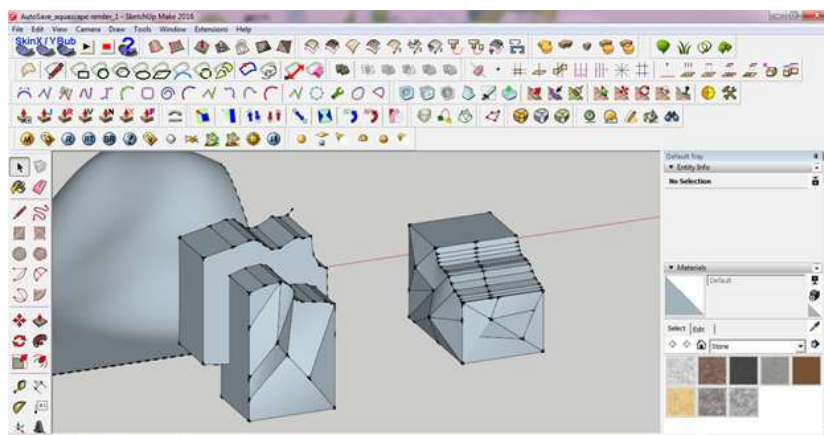 AutoSave_aquascape render_1 - SketchUp Make 2016
File Edit View Camera Draw Tools Window Extensions Help
SkinX / YBub
Default Tray
Entity Info
No Selection
Materials
Default
Select Edit
Stone